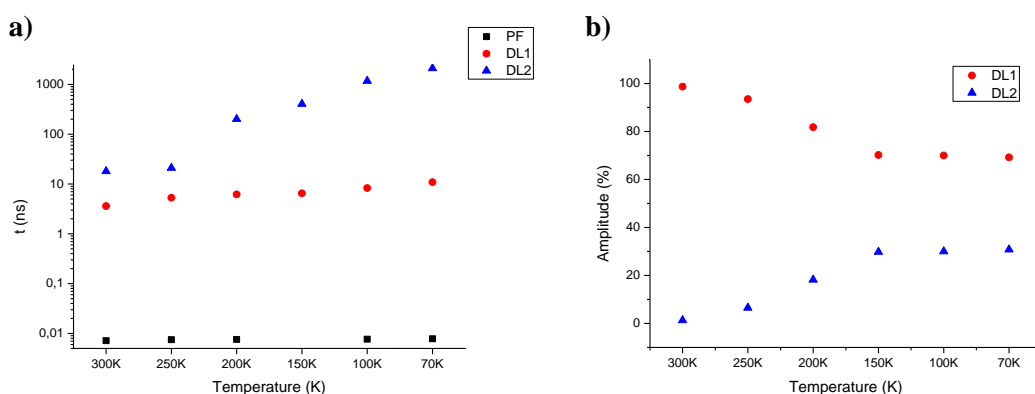 a)
PF
DL1
DL2
1000
100
10
1
0,1
0,01
t (ns)
300K 250K 200K 150K 100K 70K
Temperature (K)
b)
DL1
DL2
100
80
60
40
20
0
Amplitude (%)
300K 250K 200K 150K 100K 70K
Temperature (K)